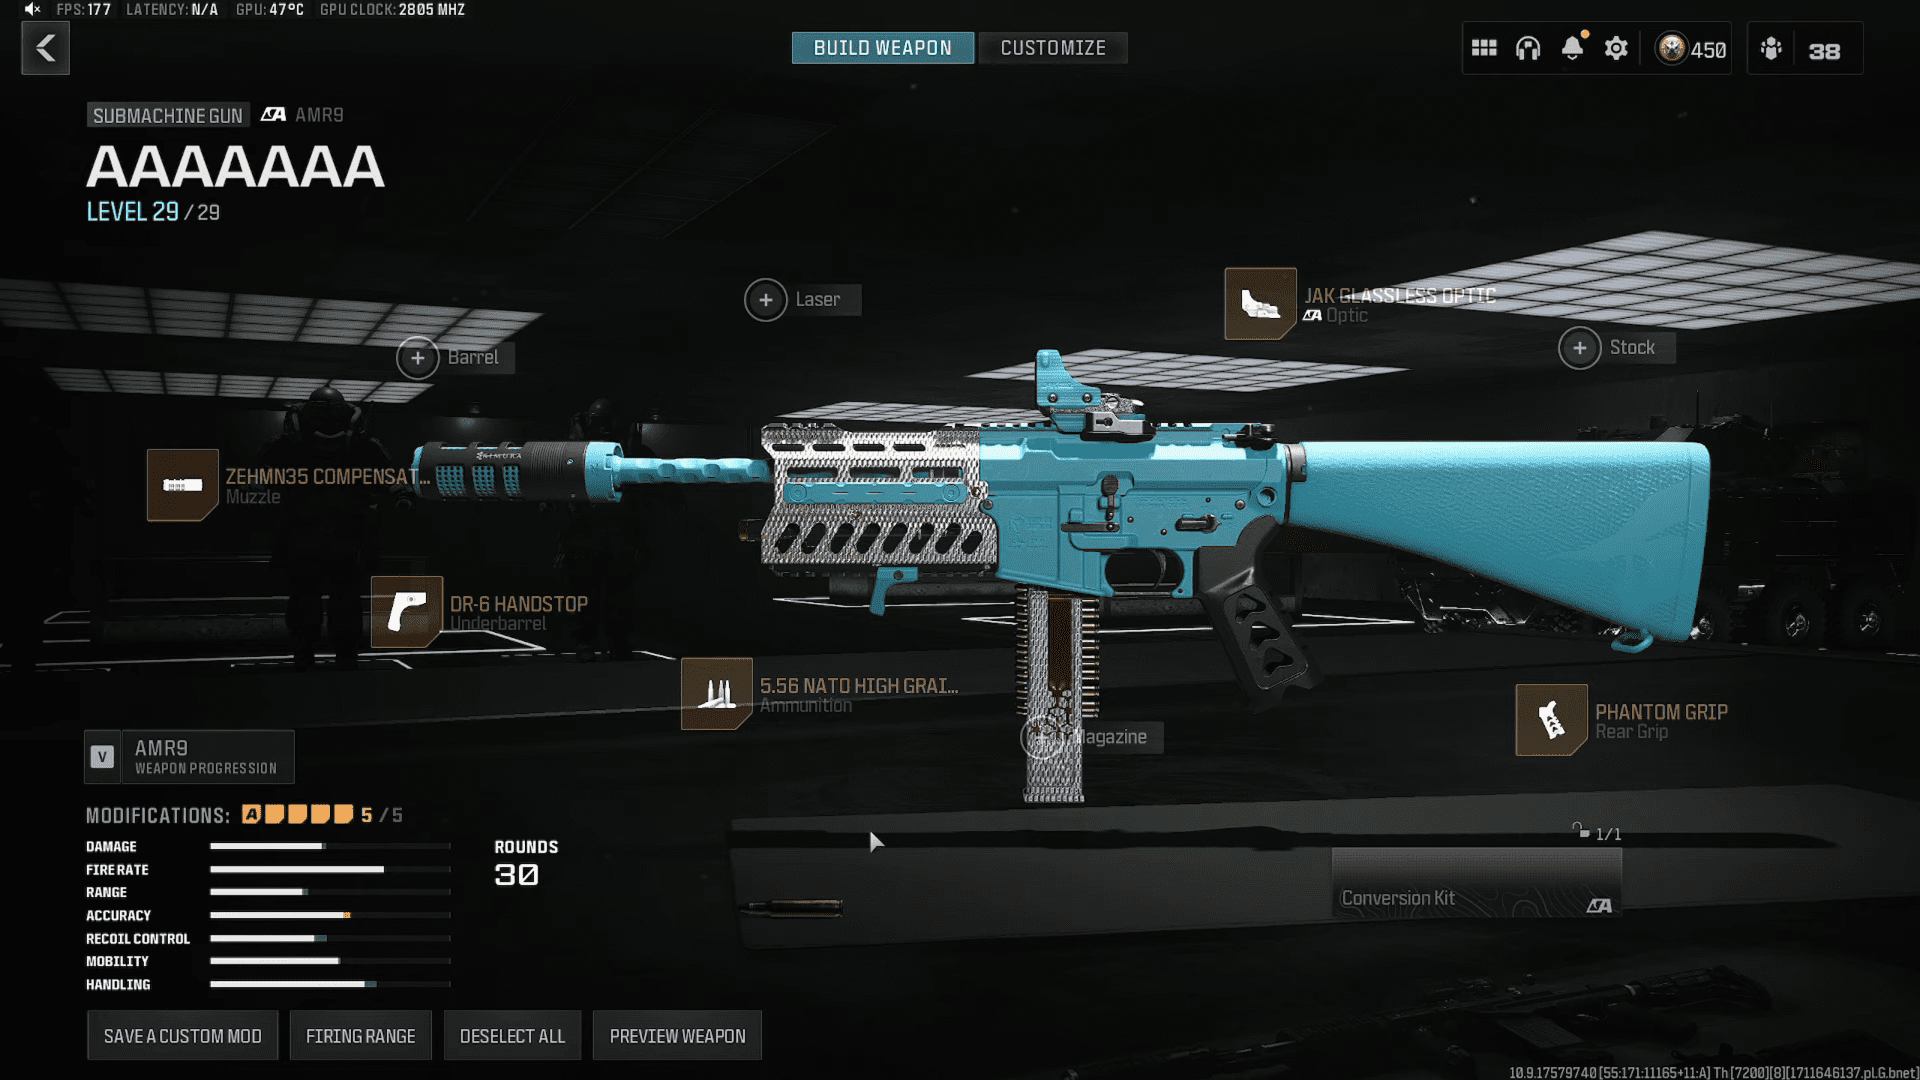 FPS: 177 LATENCY: N/A GPU: 47°C GPU CLOCK: 2805 MHZ
BUILD WEAPON CUSTOMIZE
450 38
SUBMACHINE GUN AMR9
AAAAAAA
LEVEL 29 / 29
Laser
JAK GLASSLESS OPTIC
Optic
Barrel
Stock
ZEHMN35 COMPENSAT...
Muzzle
DR-6 HANDSTOP
Underbarrel
5.56 NATO HIGH GRAI...
Ammunition
Magazine
PHANTOM GRIP
Rear Grip
V AMR9
WEAPON PROGRESSION
MODIFICATIONS: A 5 / 5
DAMAGE
FIRE RATE
RANGE
ACCURACY
RECOIL CONTROL
MOBILITY
HANDLING
ROUNDS
30
1/1
Conversion Kit
SAVE A CUSTOM MOD FIRING RANGE DESELECT ALL PREVIEW WEAPON
10.9.17579740 [55:171:11165+11:A] Th [7200][8][1711646137.pl.G.bnet]